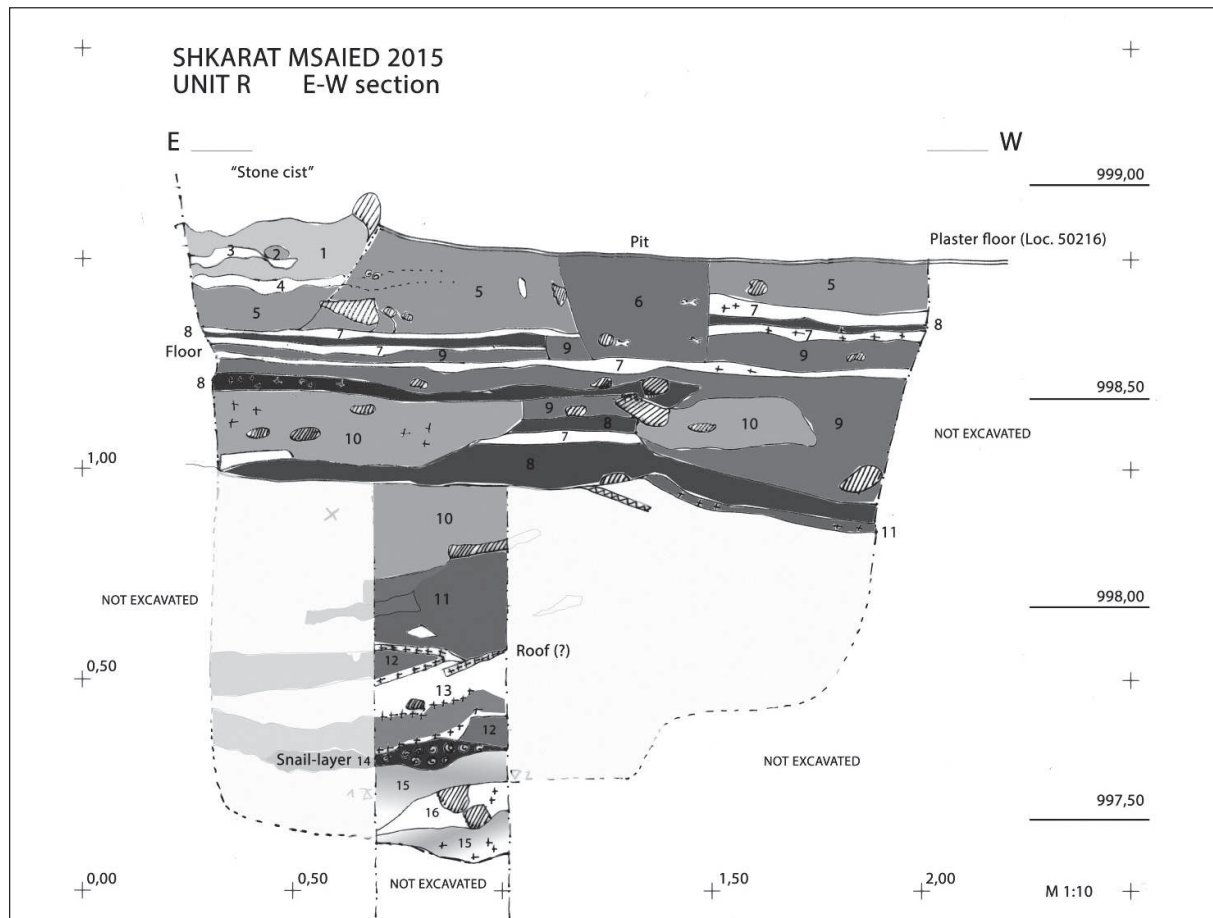 SHKARAT MSAIED 2015
UNIT R E-W section
E W
"Stone cist"
999,00
Pit
Plaster floor (Loc. 50216)
3 2 1
4
5 5 6 5
7
8 7 7 8
Floor 7 9 9 9
7
8
998,50
9
10 8 10 9
7
NOT EXCAVATED
1,00
8
10
11
NOT EXCAVATED
11
998,00
12
Roof (?)
0,50
13
12
Snail-layer 14
NOT EXCAVATED
15
16
997,50
15
0,00 0,50 NOT EXCAVATED 1,50 2,00 M 1:10